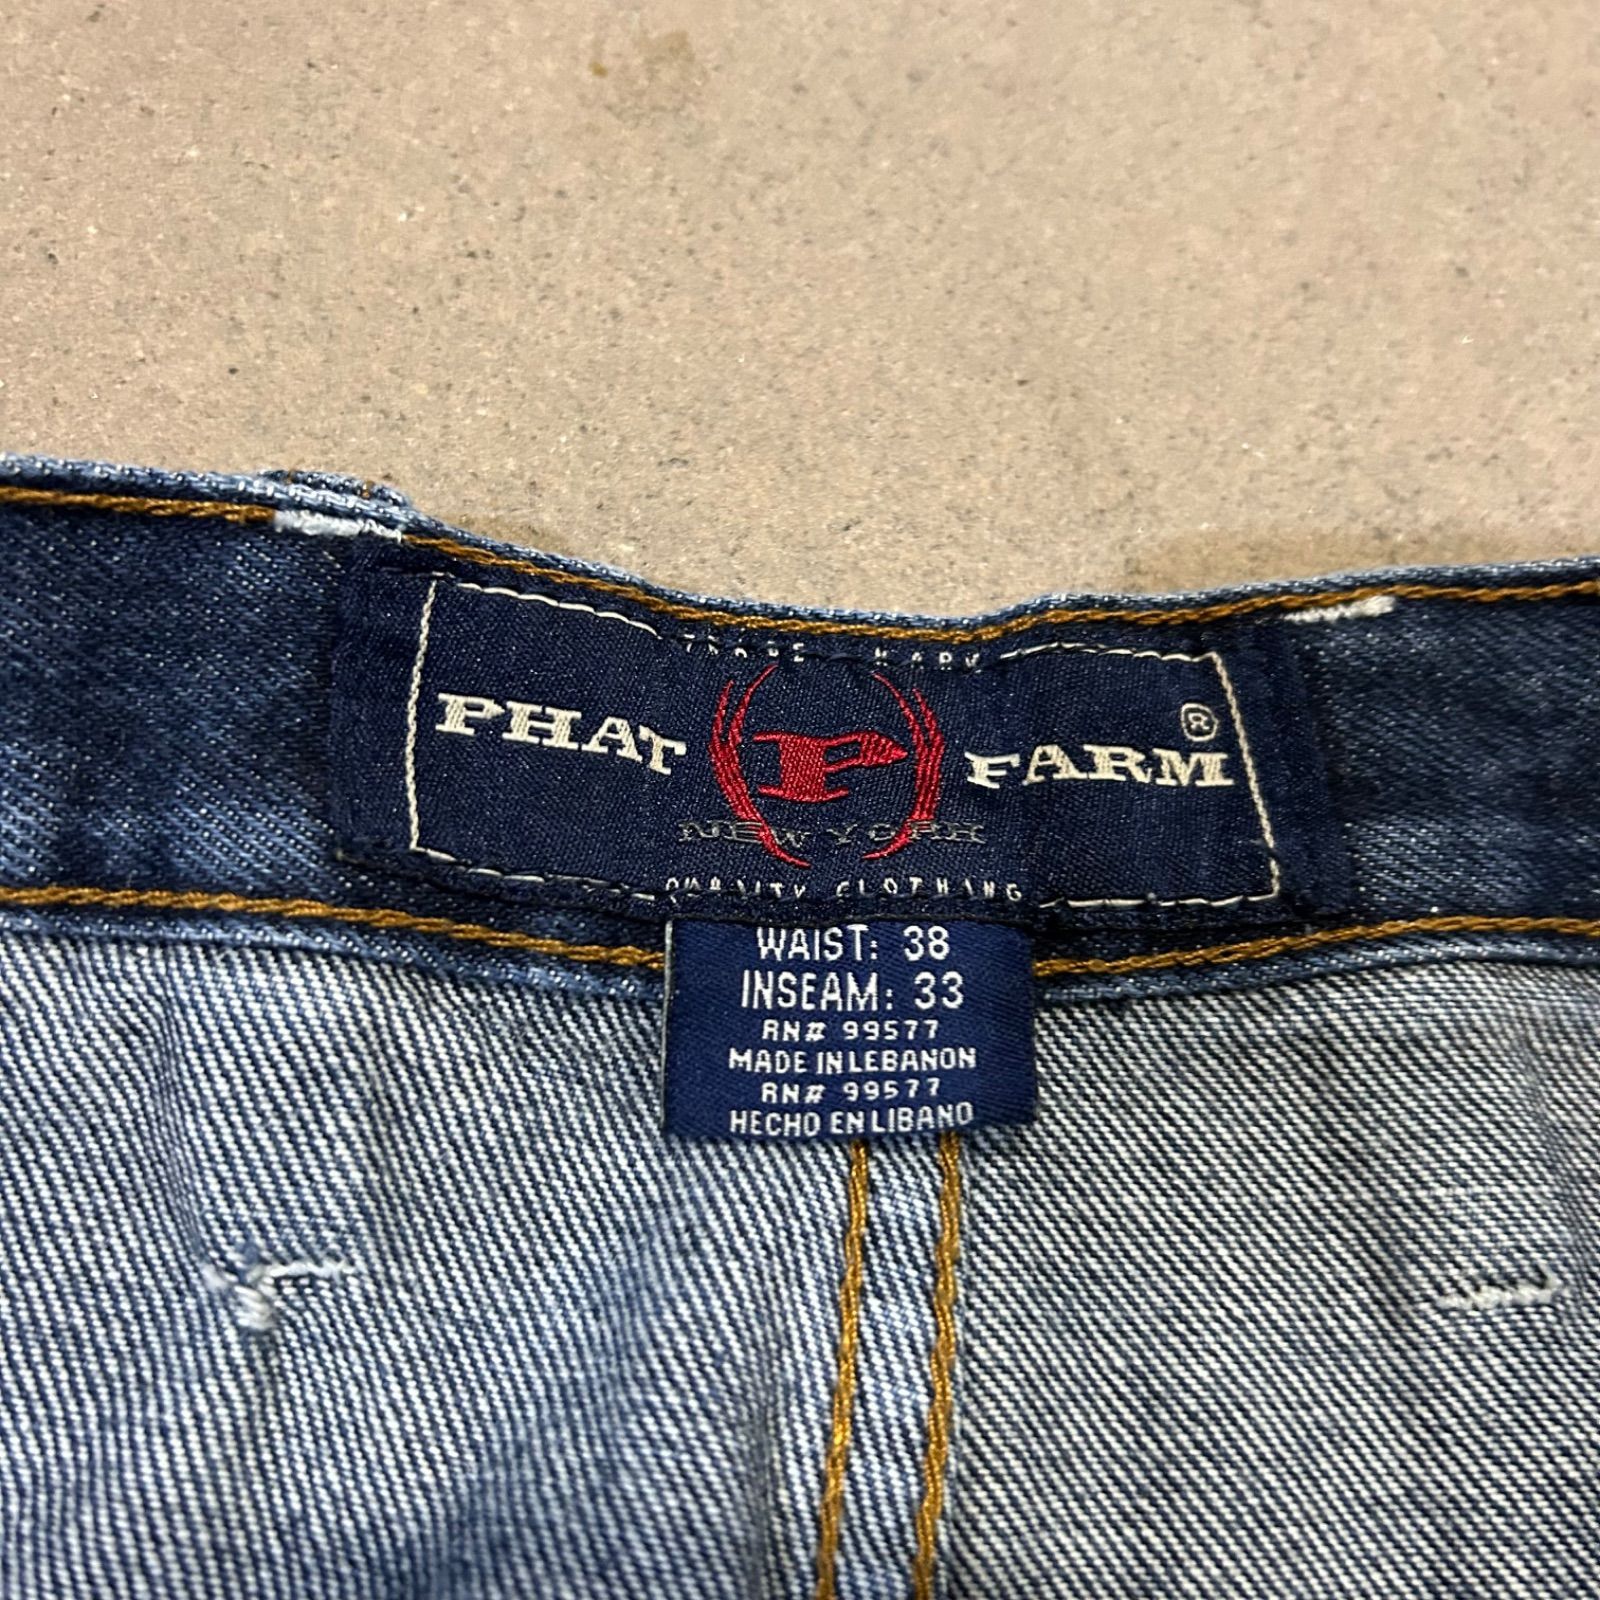 TRADE MARK
PHAT P FARM ®
NEW YORK
QUALITY CLOTHING
WAIST: 38
INSEAM: 33
RN# 99577
MADE IN LEBANON
RN# 99577
HECHO EN LIBANO